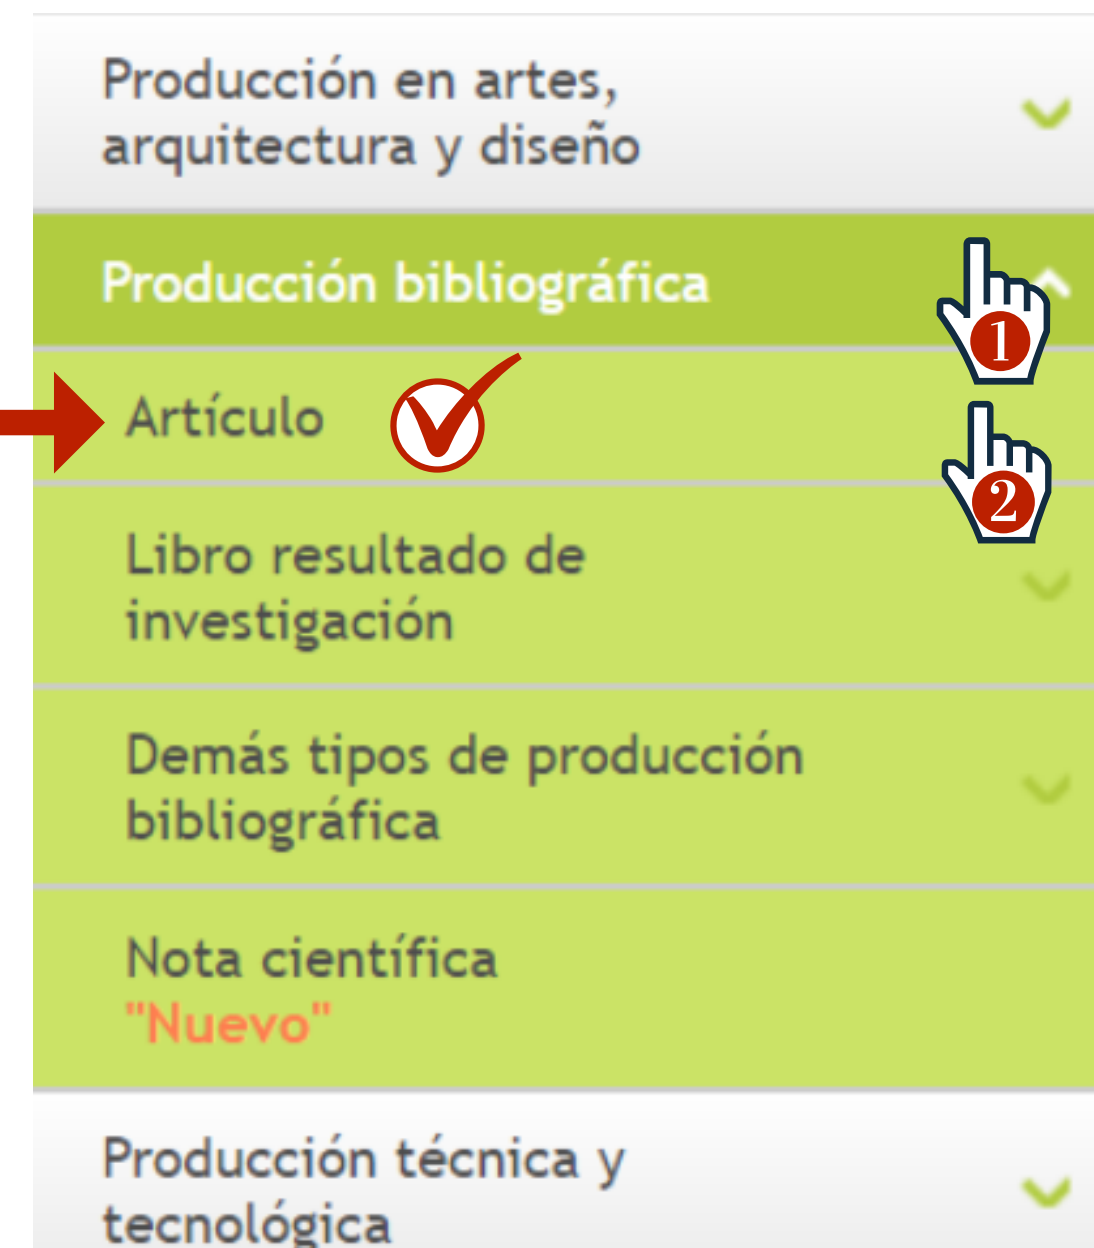 Producción en artes,
arquitectura y diseño
Producción bibliográfica
1
Artículo
2
Libro resultado de
investigación
Demás tipos de producción
bibliográfica
Nota científica
"Nuevo"
Producción técnica y
tecnológica